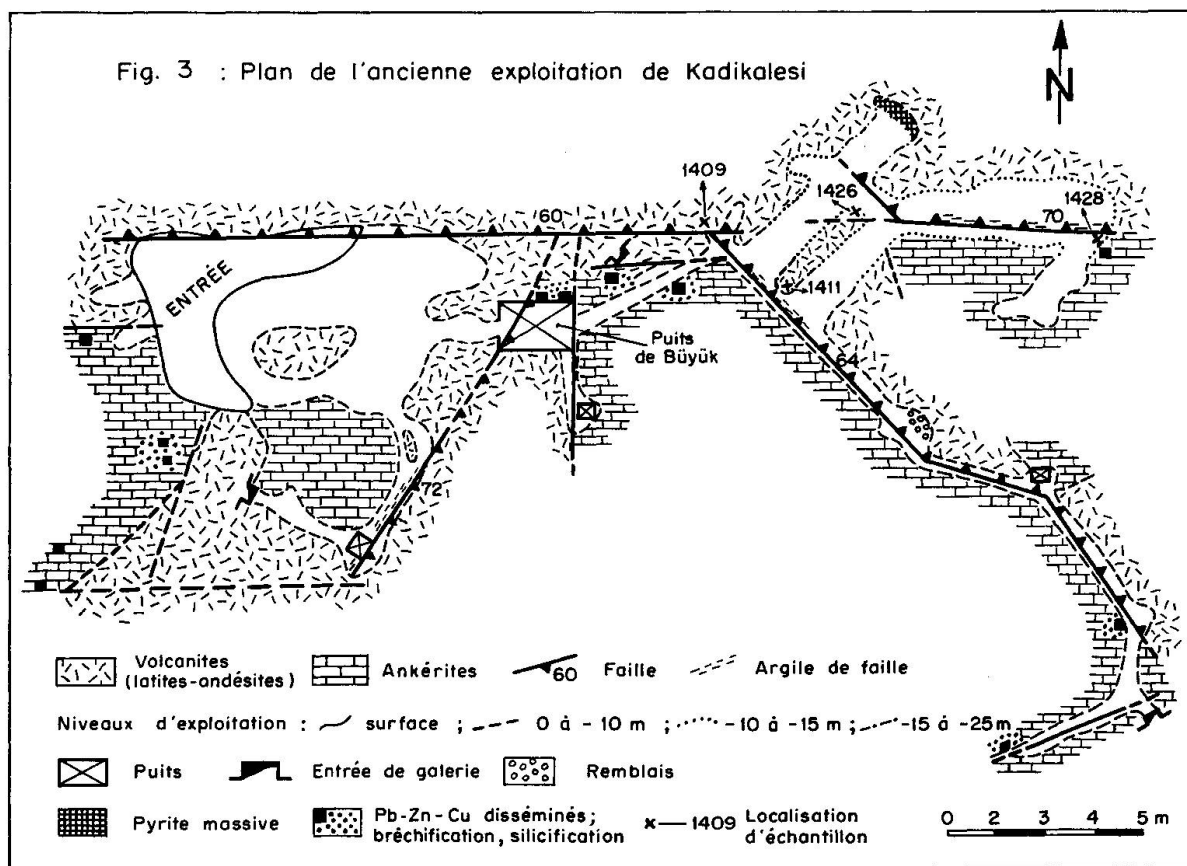 Fig. 3 : Plan de l'ancienne exploitation de Kadikalesi
N
1409
1426
1428
60
70
ENTRÉE
1411
Puits
de Büyük
64
72
Volcanites
(latites-andésites)
Ankérites
60
Faille
Argile de faille
Niveaux d'exploitation : surface ; 0 à -10 m ; -10 à -15 m ; -15 à -25 m
Puits
Entrée de galerie
Remblais
Pyrite massive
Pb-Zn-Cu disséminés;
bréchification, silicification
x—1409 Localisation
d'échantillon
0 2 3 4 5 m